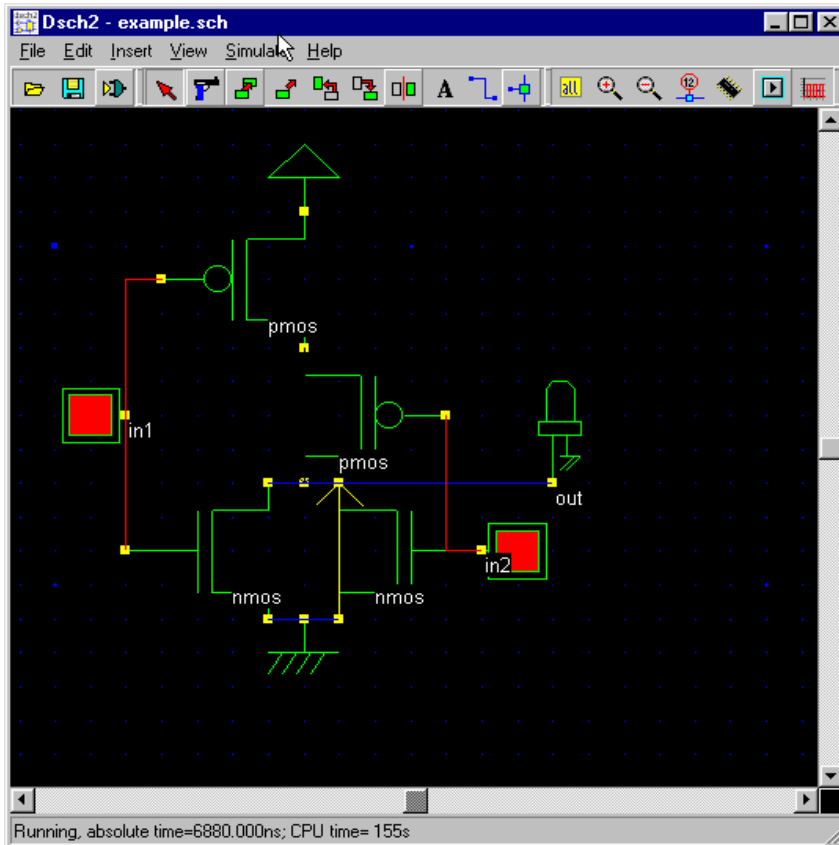 Dsch2 - example.sch
File Edit Insert View Simulate Help
A all 12
pmos
in1
pmos
out
in2
nmos nmos
Running, absolute time=6880.000ns; CPU time= 155s